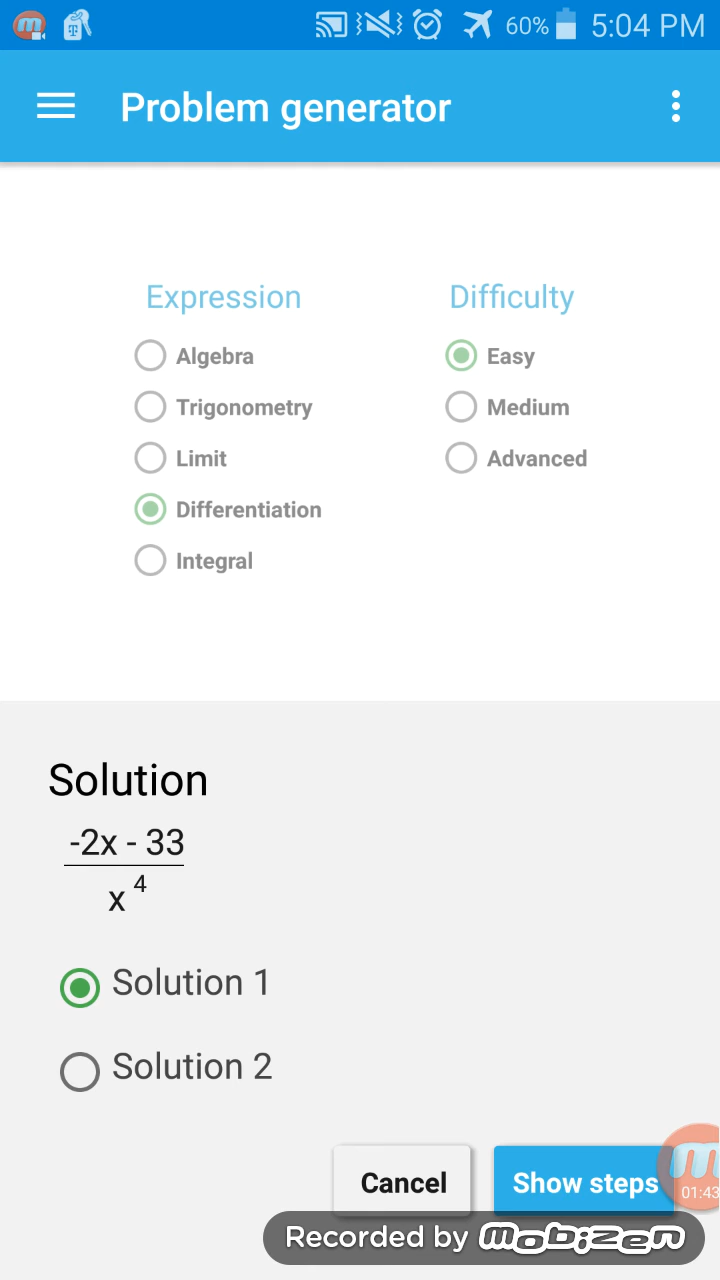 60% 5:04 PM
Problem generator
Expression Difficulty
Algebra Easy
Trigonometry Medium
Limit Advanced
Differentiation
Integral
Solution
-2x - 33
x 4
Solution 1
Solution 2
Cancel Show steps
01:43
Recorded by mobizen